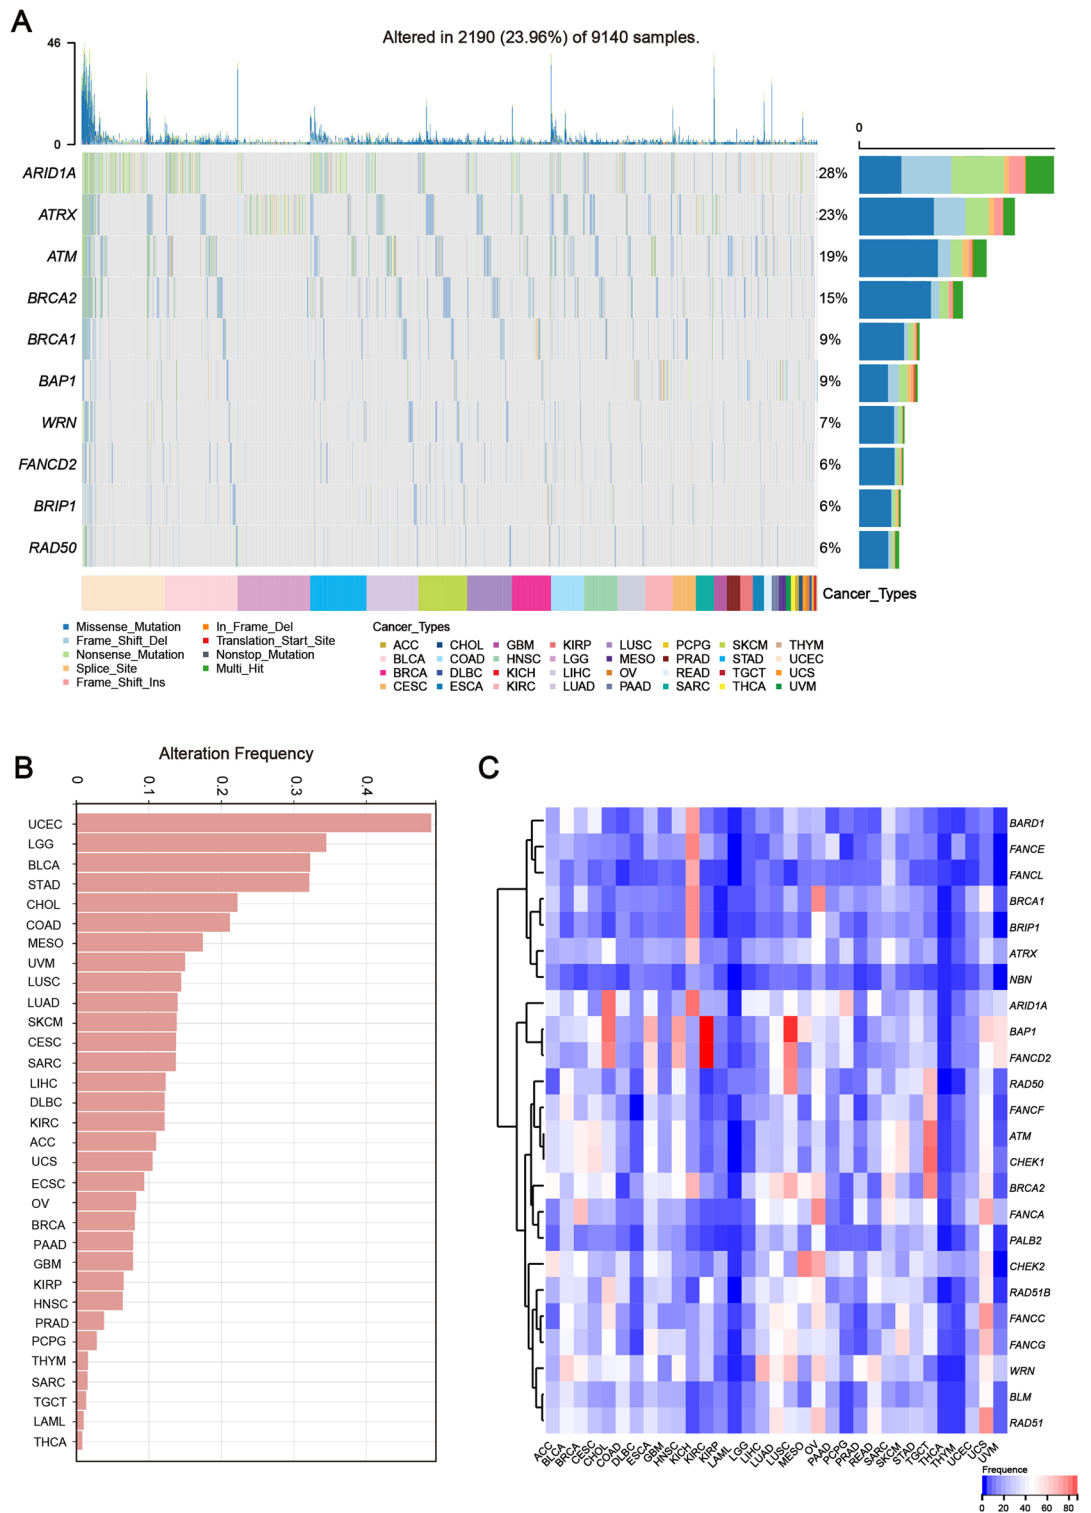 A
Altered in 2190 (23.96%) of 9140 samples.
46
0
0
ARID1A 28%
ATRX 23%
ATM 19%
BRCA2 15%
BRCA1 9%
BAP1 9%
WRN 7%
FANCD2 6%
BRIP1 6%
RAD50 6%
Cancer_Types
Missense_Mutation In_Frame_Del
Frame_Shift_Del Translation_Start_Site
Nonsense_Mutation Nonstop_Mutation
Splice_Site Multi_Hit
Frame_Shift_Ins
Cancer_Types
ACC CHOL GBM KIRP LUSC PCPG SKCM THYM
BLCA COAD HNSC LGG MESO PRAD STAD UCEC
BRCA DLBC KICH LIHC OV READ TGCT UCS
CESC ESCA KIRC LUAD PAAD SARC THCA UVM
B
Alteration Frequency
0 0.1 0.2 0.3 0.4
UCEC
LGG
BLCA
STAD
CHOL
COAD
MESO
UVM
LUSC
LUAD
SKCM
CESC
SARC
LIHC
DLBC
KIRC
ACC
UCS
ECSC
OV
BRCA
PAAD
GBM
KIRP
HNSC
PRAD
PCPG
THYM
SARC
TGCT
LAML
THCA
C
BARD1
FANCE
FANCL
BRCA1
BRIP1
ATRX
NBN
ARID1A
BAP1
FANCD2
RAD50
FANCF
ATM
CHEK1
BRCA2
FANCA
PALB2
CHEK2
RAD51B
FANCC
FANCG
WRN
BLM
RAD51
ACC BLCA BRCA CESC CHOL COAD DLBC ESCA GBM HNSC KICH KIRC KIRP LAML LGG LIHC LUAD LUSC MESO OV PAAD PCPG PRAD READ SARC SKCM STAD TGCT THCA THYM UCEC UCS UVM
Frequence
0 20 40 60 80